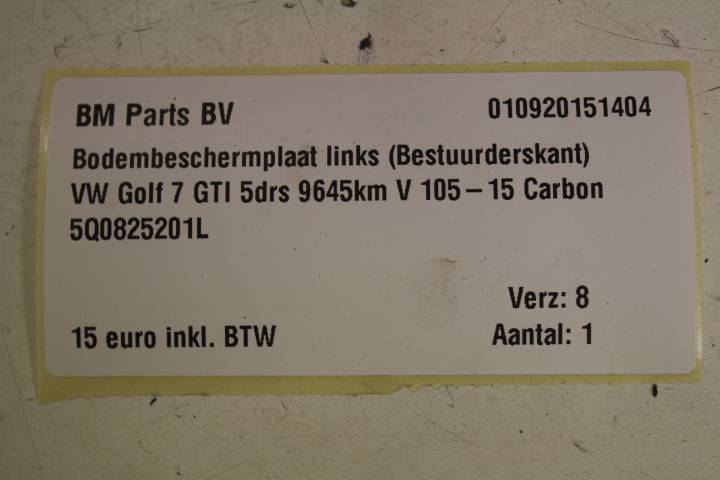 BM Parts BV 010920151404
Bodembeschermplaat links (Bestuurderskant)
VW Golf 7 GTI 5drs 9645km V 105-15 Carbon
5Q0825201L
Verz: 8
15 euro inkl. BTW Aantal: 1